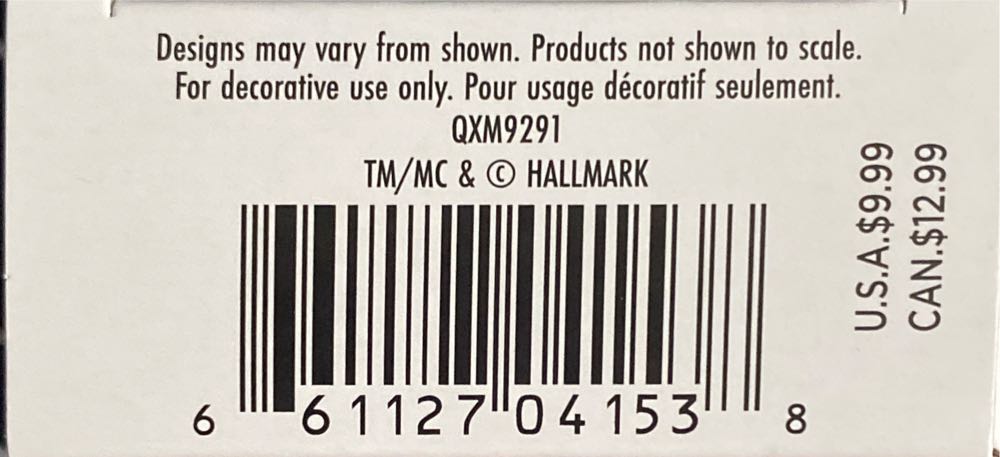 Designs may vary from shown. Products not shown to scale.
For decorative use only. Pour usage décoratif seulement.
QXM9291
TM/MC & © HALLMARK
6 61127 04153 8
U.S.A.$9.99
CAN.$12.99